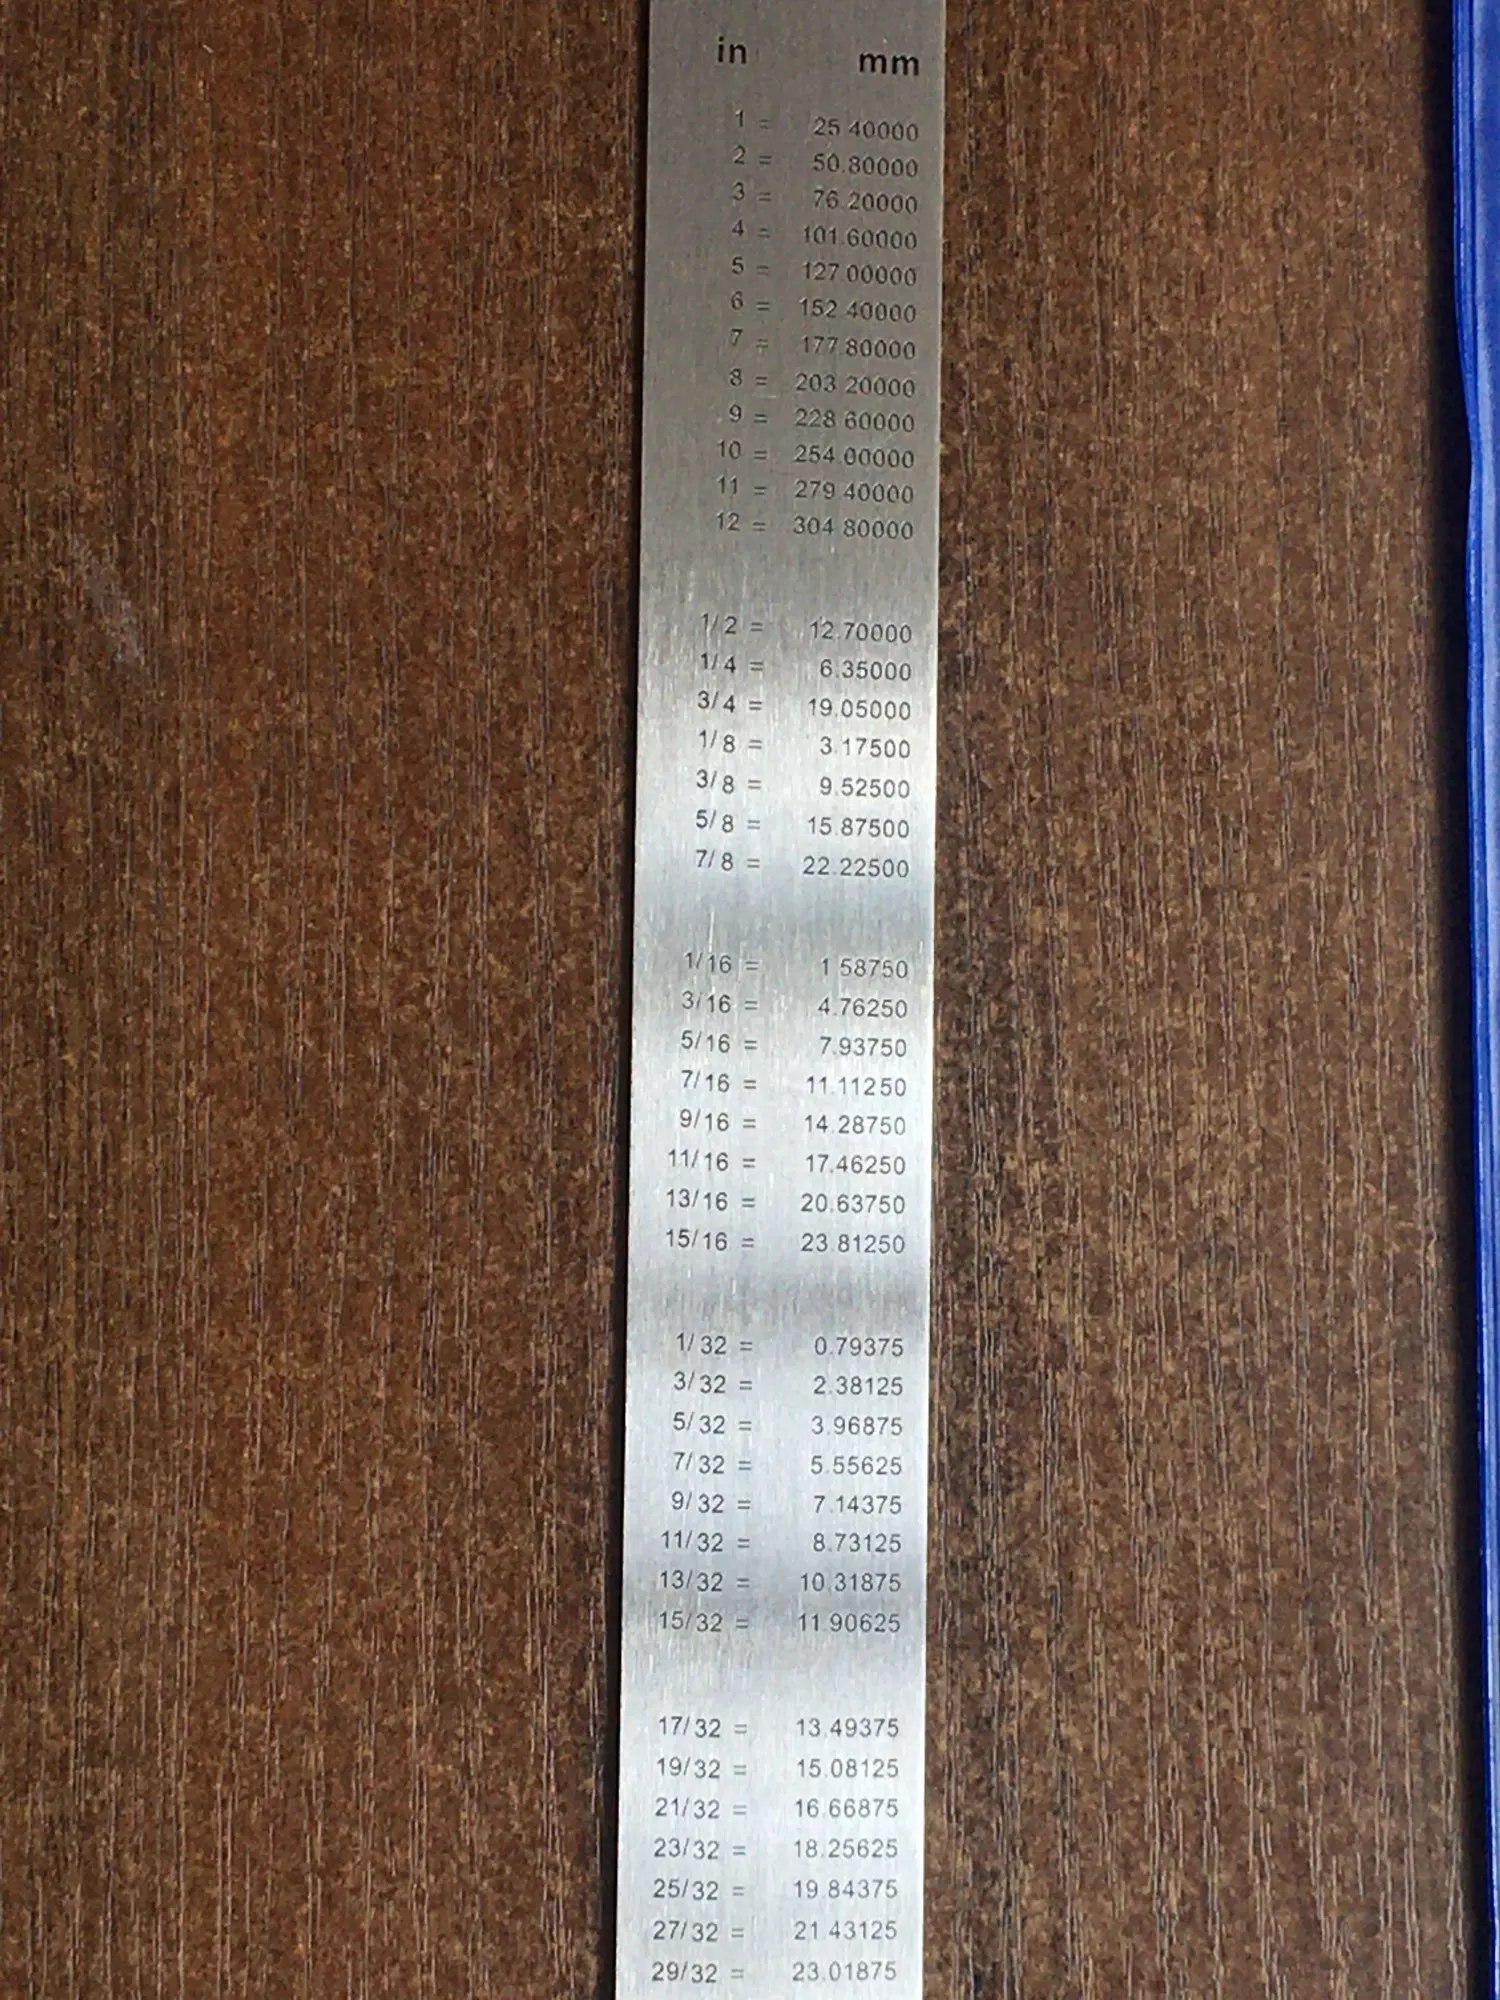 in mm
1 = 25 40000
2 = 50.80000
3 = 76 20000
4 = 101 60000
5 = 127 00000
6 = 152 40000
7 = 177 80000
8 = 203 20000
9 = 228 60000
10 = 254.00000
11 = 279 40000
12 = 304 80000
1/2 = 12.70000
1/4 = 6.35000
3/4 = 19.05000
1/8 = 3.17500
3/8 = 9.52500
5/8 = 15.87500
7/8 = 22.22500
1/16 = 1 58750
3/16 = 4.76250
5/16 = 7.93750
7/16 = 11.11250
9/16 = 14.28750
11/16 = 17.46250
13/16 = 20.63750
15/16 = 23.81250
1/32 = 0.79375
3/32 = 2.38125
5/32 = 3.96875
7/32 = 5.55625
9/32 = 7.14375
11/32 = 8.73125
13/32 = 10.31875
15/32 = 11.90625
17/32 = 13.49375
19/32 = 15.08125
21/32 = 16.66875
23/32 = 18.25625
25/32 = 19.84375
27/32 = 21 43125
29/32 = 23.01875